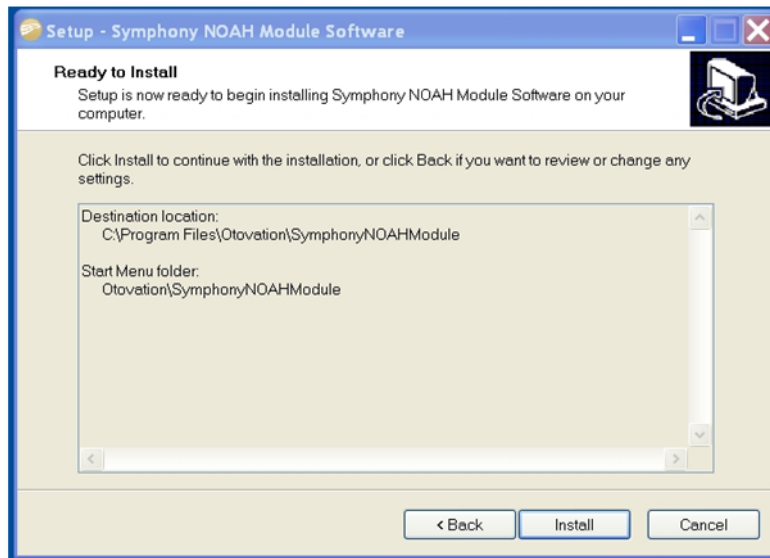 Setup - Symphony NOAH Module Software
Ready to Install
Setup is now ready to begin installing Symphony NOAH Module Software on your
computer.
Click Install to continue with the installation, or click Back if you want to review or change any
settings.
Destination location:
C:\Program Files\Otovation\SymphonyNOAHModule
Start Menu folder:
Otovation\SymphonyNOAHModule
< Back
Install
Cancel